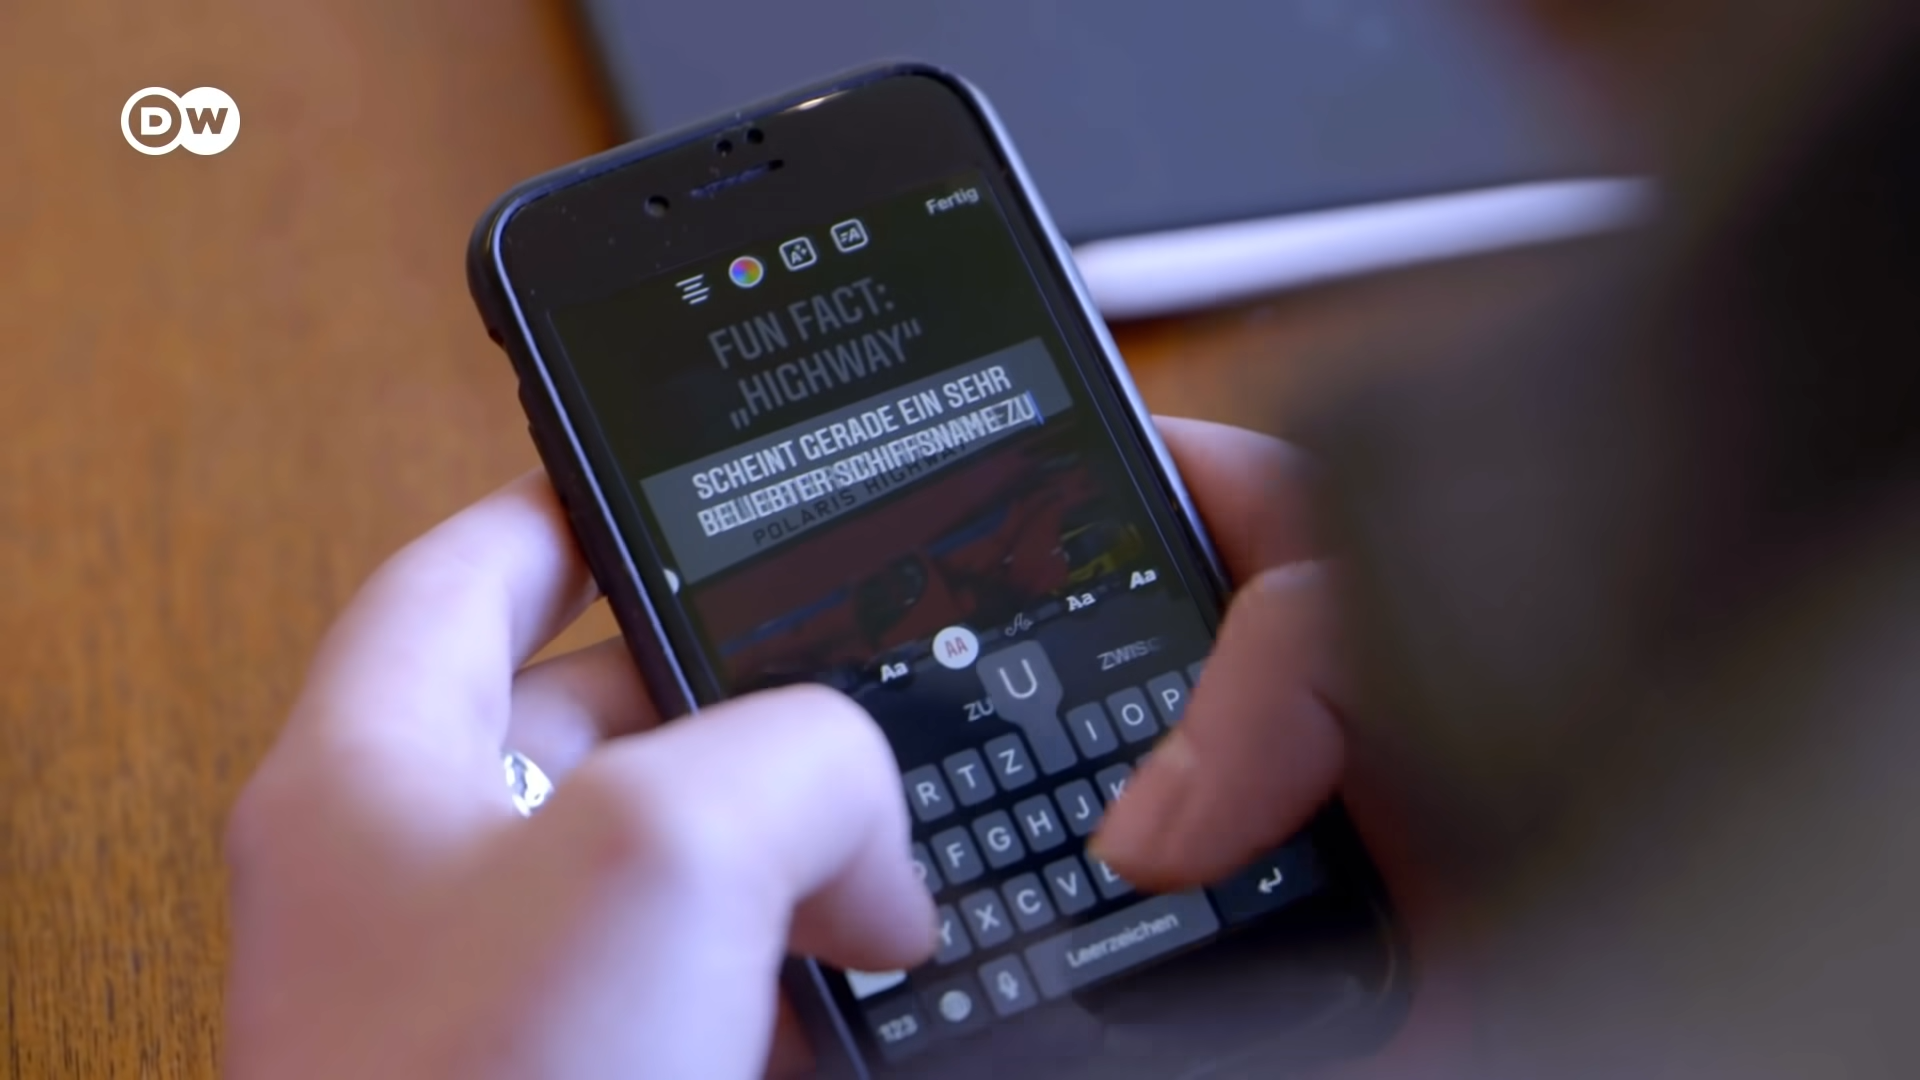 DW
Fertig
FUN FACT:
„HIGHWAY“
SCHEINT GERADE EIN SEHR
BELIEBTER SCHIFFSNAME ZU
POLARIS HIGHWAY
Aa AA Aa Aa Aa
ZU ZWISC
U
R T Z I O P
F G H J K
Y X C V
Leerzeichen
123